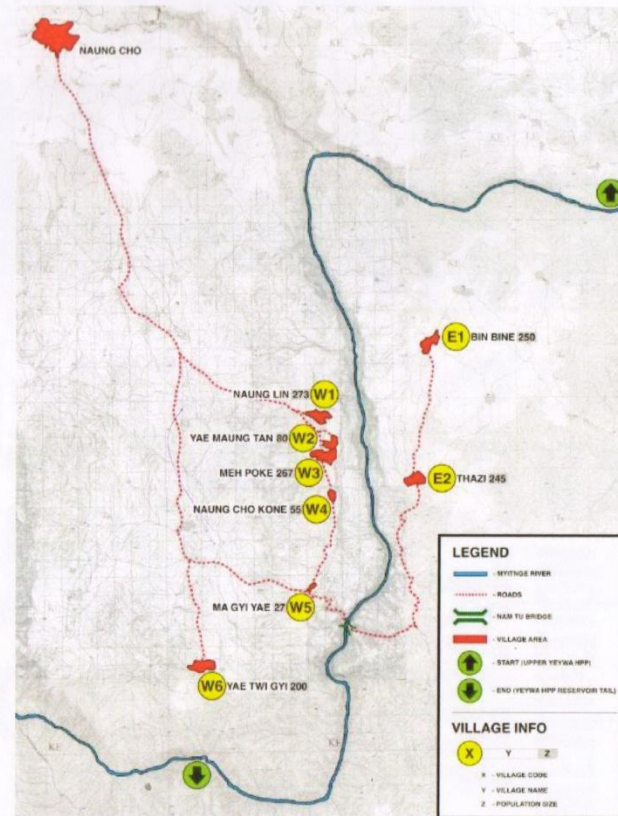 NAUNG CHO
E1 BIN BINE 250
NAUNG LIN 273 W1
YAE MAUNG TAN 80 W2
MEH POKE 267 W3
E2 THAZI 245
NAUNG CHO KONE 55 W4
MA GYI YAE 27 W5
W6 YAE TWI GYI 200
LEGEND
- MYITNGE RIVER
- ROADS
- NAM TU BRIDGE
- VILLAGE AREA
- START (UPPER YEYWA HPP)
- END (YEYWA HPP RESERVOIR TAIL)
VILLAGE INFO
X Y Z
X - VILLAGE CODE
Y - VILLAGE NAME
Z - POPULATION SIZE